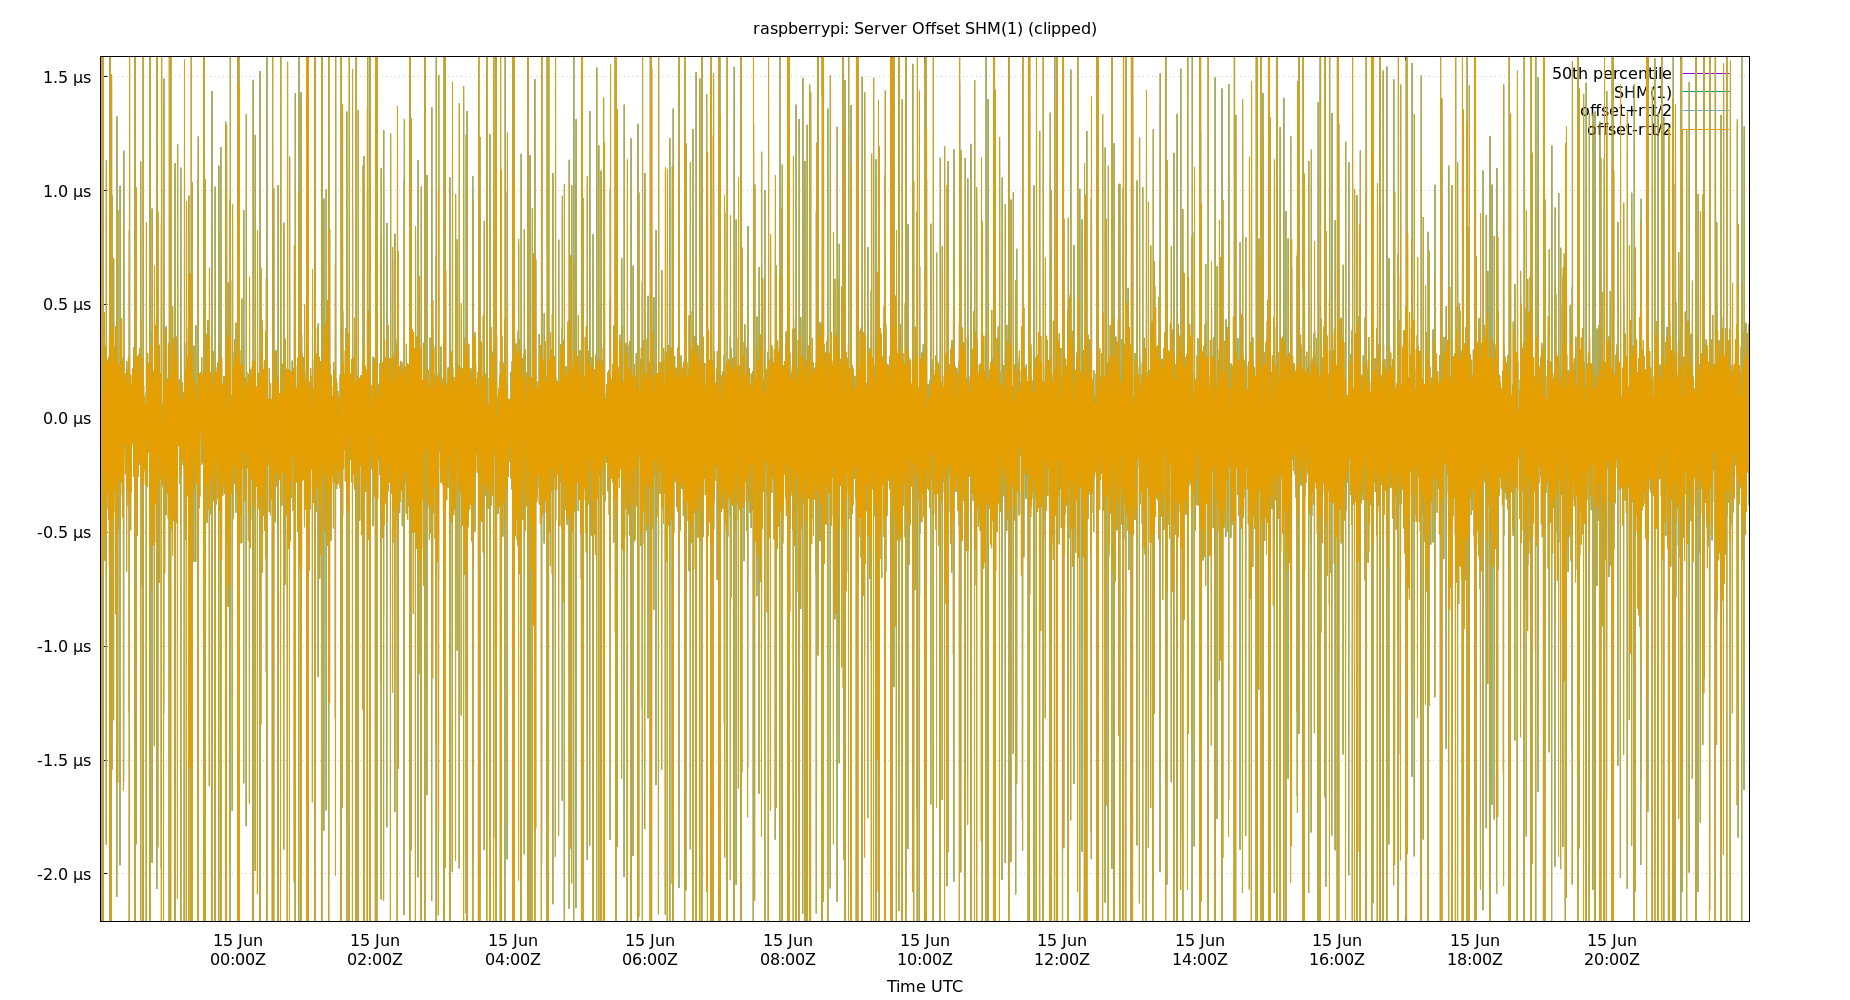 raspberrypi: Server Offset SHM(1) (clipped)
1.5 µs
1.0 µs
0.5 µs
0.0 µs
-0.5 µs
-1.0 µs
-1.5 µs
-2.0 µs
50th percentile
SHM(1)
offset+rtt/2
offset-rtt/2
15 Jun 15 Jun 15 Jun 15 Jun 15 Jun 15 Jun 15 Jun 15 Jun 15 Jun 15 Jun 15 Jun
00:00Z 02:00Z 04:00Z 06:00Z 08:00Z 10:00Z 12:00Z 14:00Z 16:00Z 18:00Z 20:00Z
Time UTC